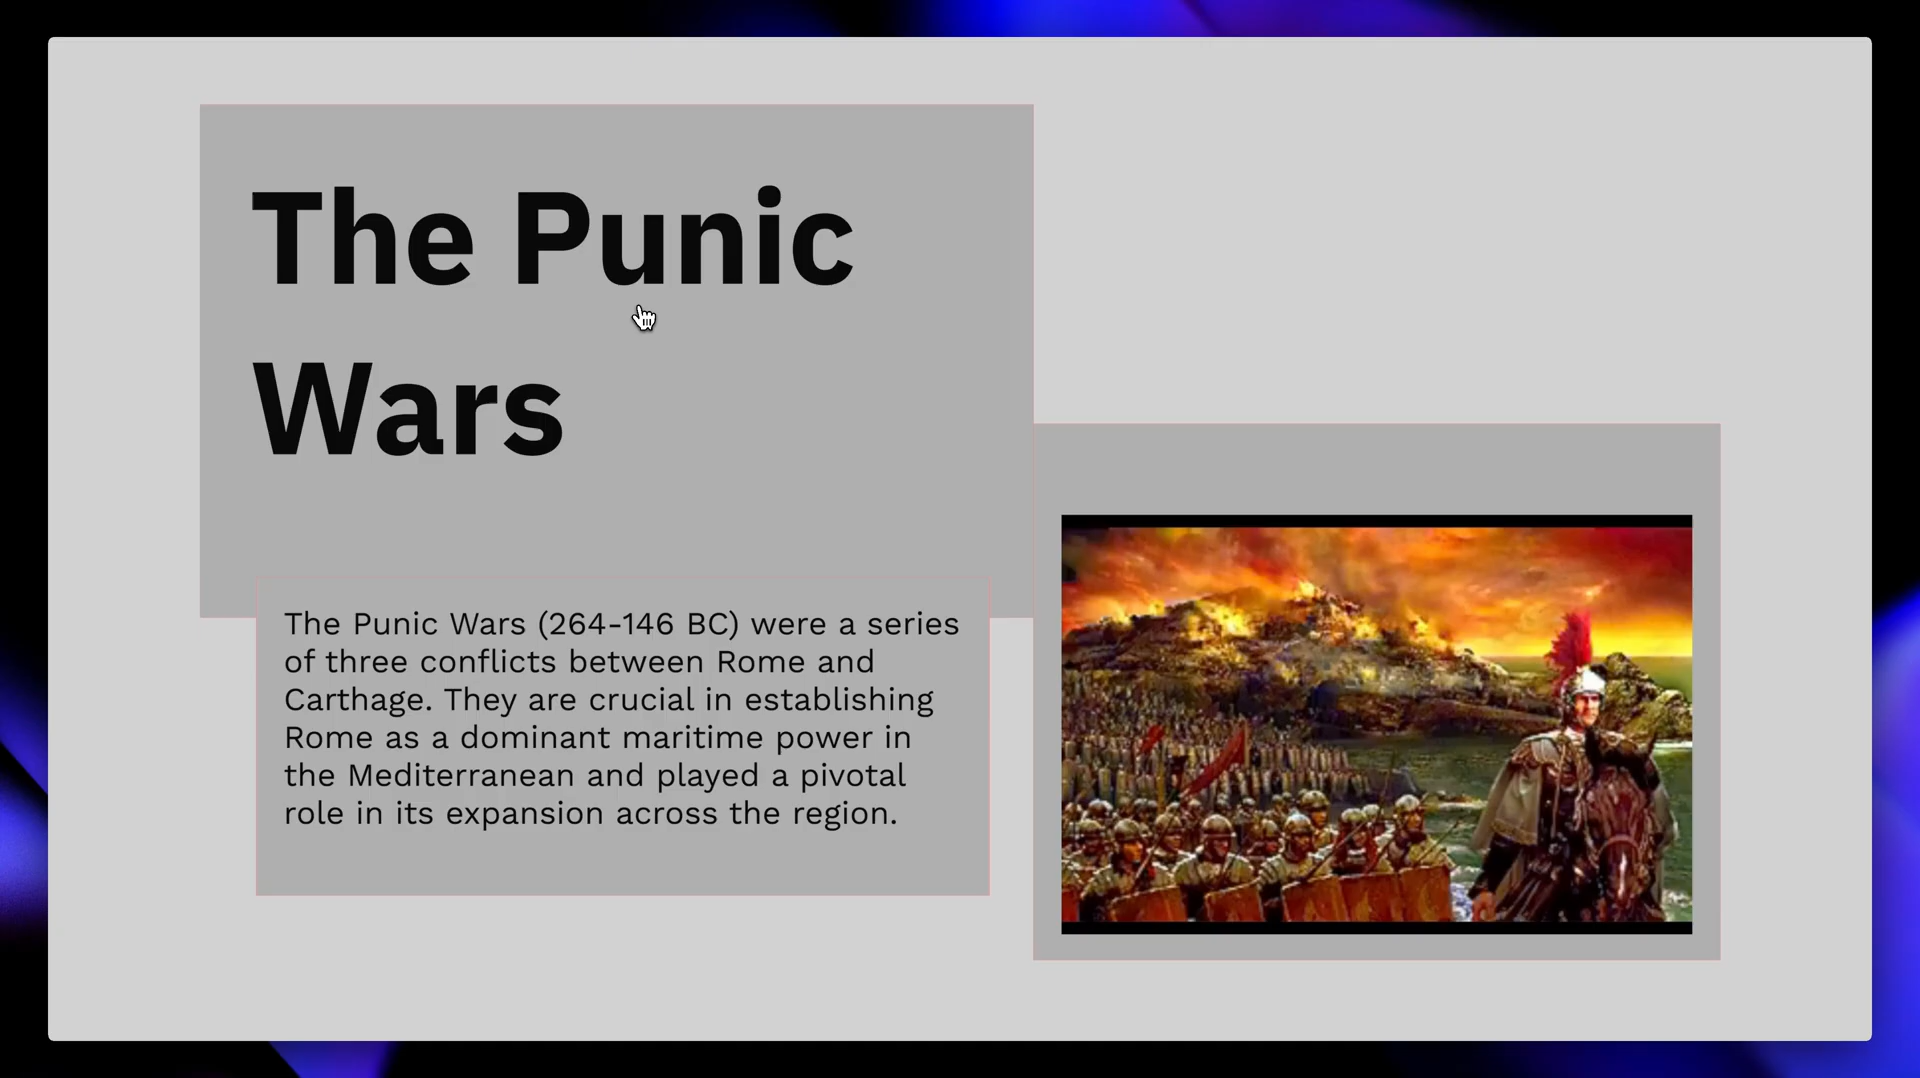 The Punic
Wars
The Punic Wars (264-146 BC) were a series
of three conflicts between Rome and
Carthage. They are crucial in establishing
Rome as a dominant maritime power in
the Mediterranean and played a pivotal
role in its expansion across the region.